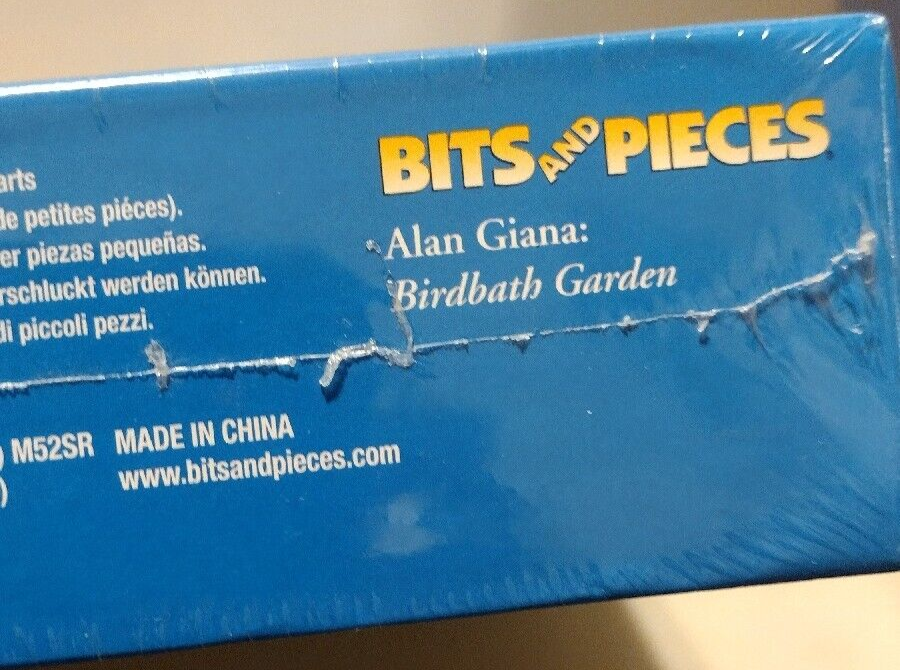 BITS AND PIECES
Alan Giana:
Birdbath Garden
arts
de petites piéces).
er piezas pequeñas.
rschluckt werden können.
di piccoli pezzi.
) M52SR MADE IN CHINA
) www.bitsandpieces.com